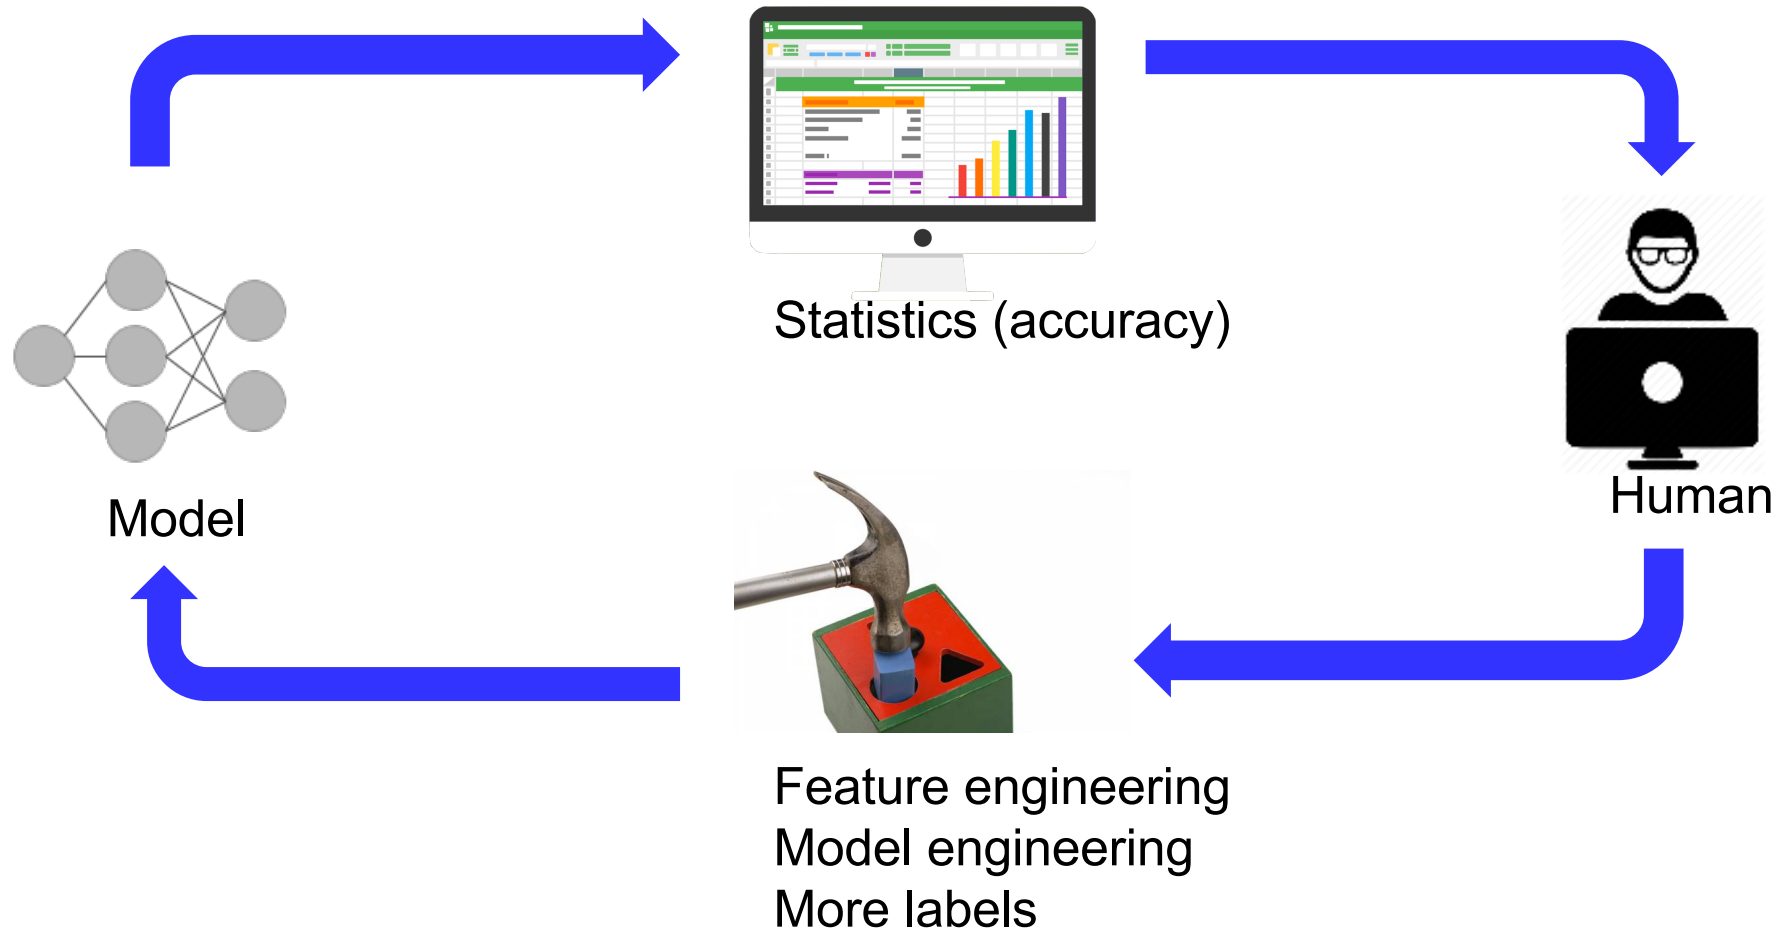 Statistics (accuracy)
Human
Model
Feature engineering
Model engineering
More labels